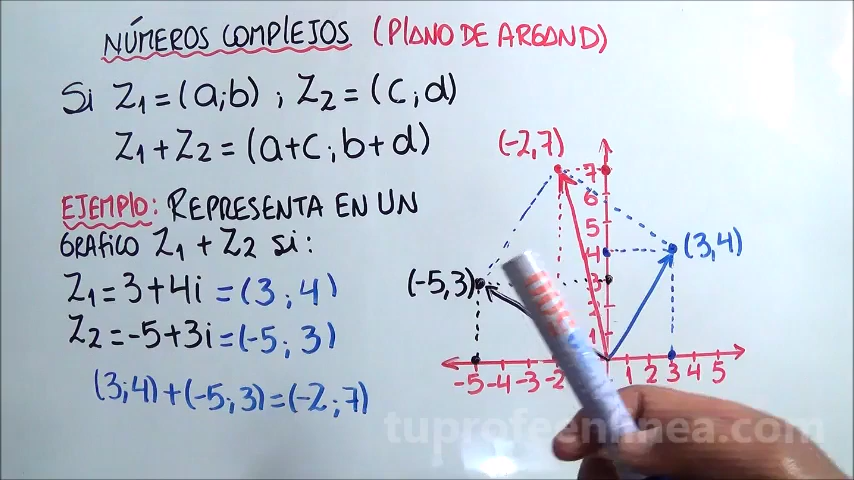 NÚMEROS COMPLEJOS (PLANO DE ARGAND)
Si Z1 = (a;b) ; Z2 = (c;d)
Z1 + Z2 = (a+c; b+d)
EJEMPLO: REPRESENTA EN UN
GRAFICO Z1 + Z2 si:
Z1 = 3+4i = (3;4)
Z2 = -5+3i = (-5;3)
(3;4)+(-5;3)=(-2;7)
(-2,7)
7
6
5
(3,4)
4
(-5,3)
3
2
1
-5 -4 -3 -2 1 2 3 4 5
tuprofeenlinea.com